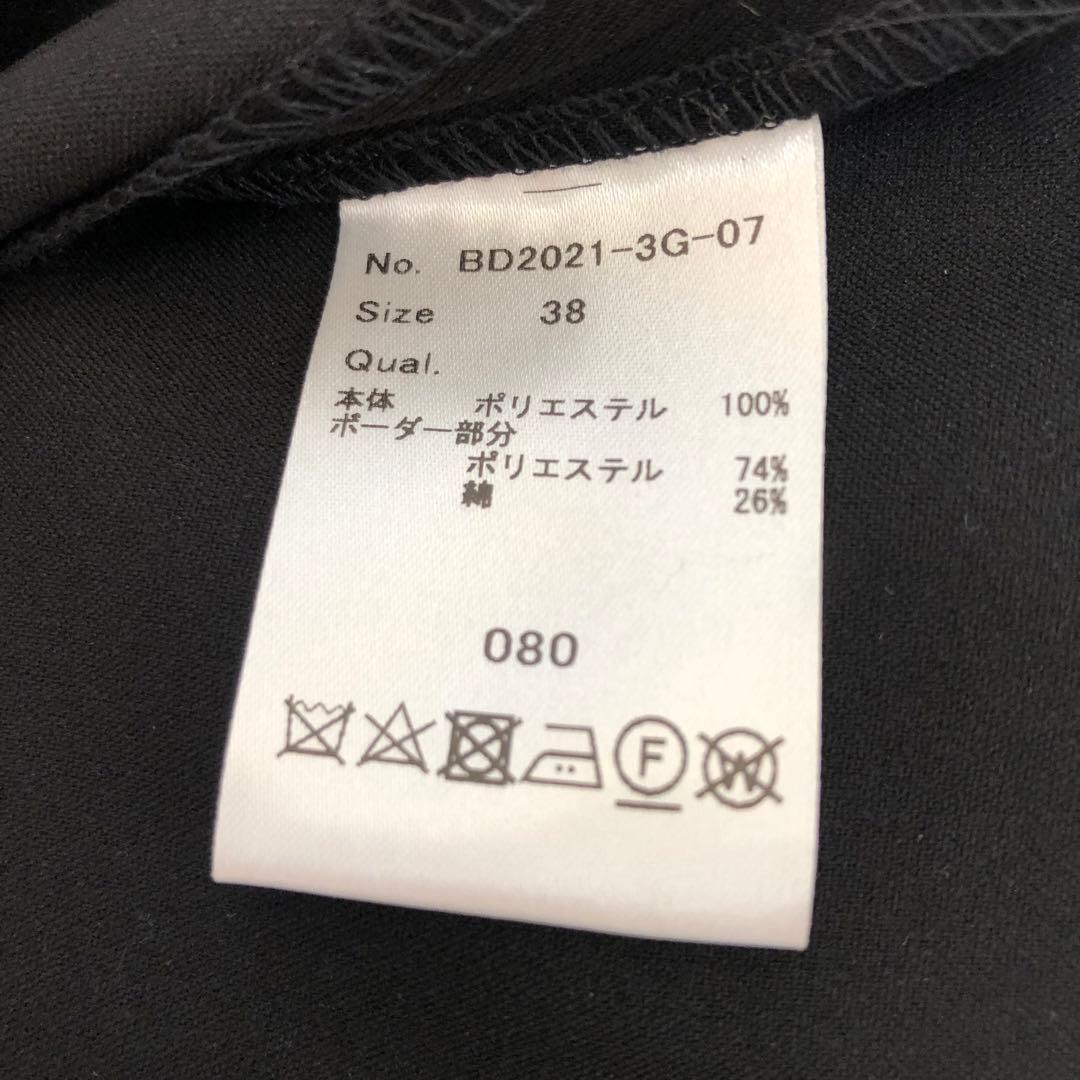 No. BD2021-3G-07
Size 38
Qual.
本体 ポリエステル 100%
ボーダー部分
ポリエステル 74%
綿 26%
080
F
W